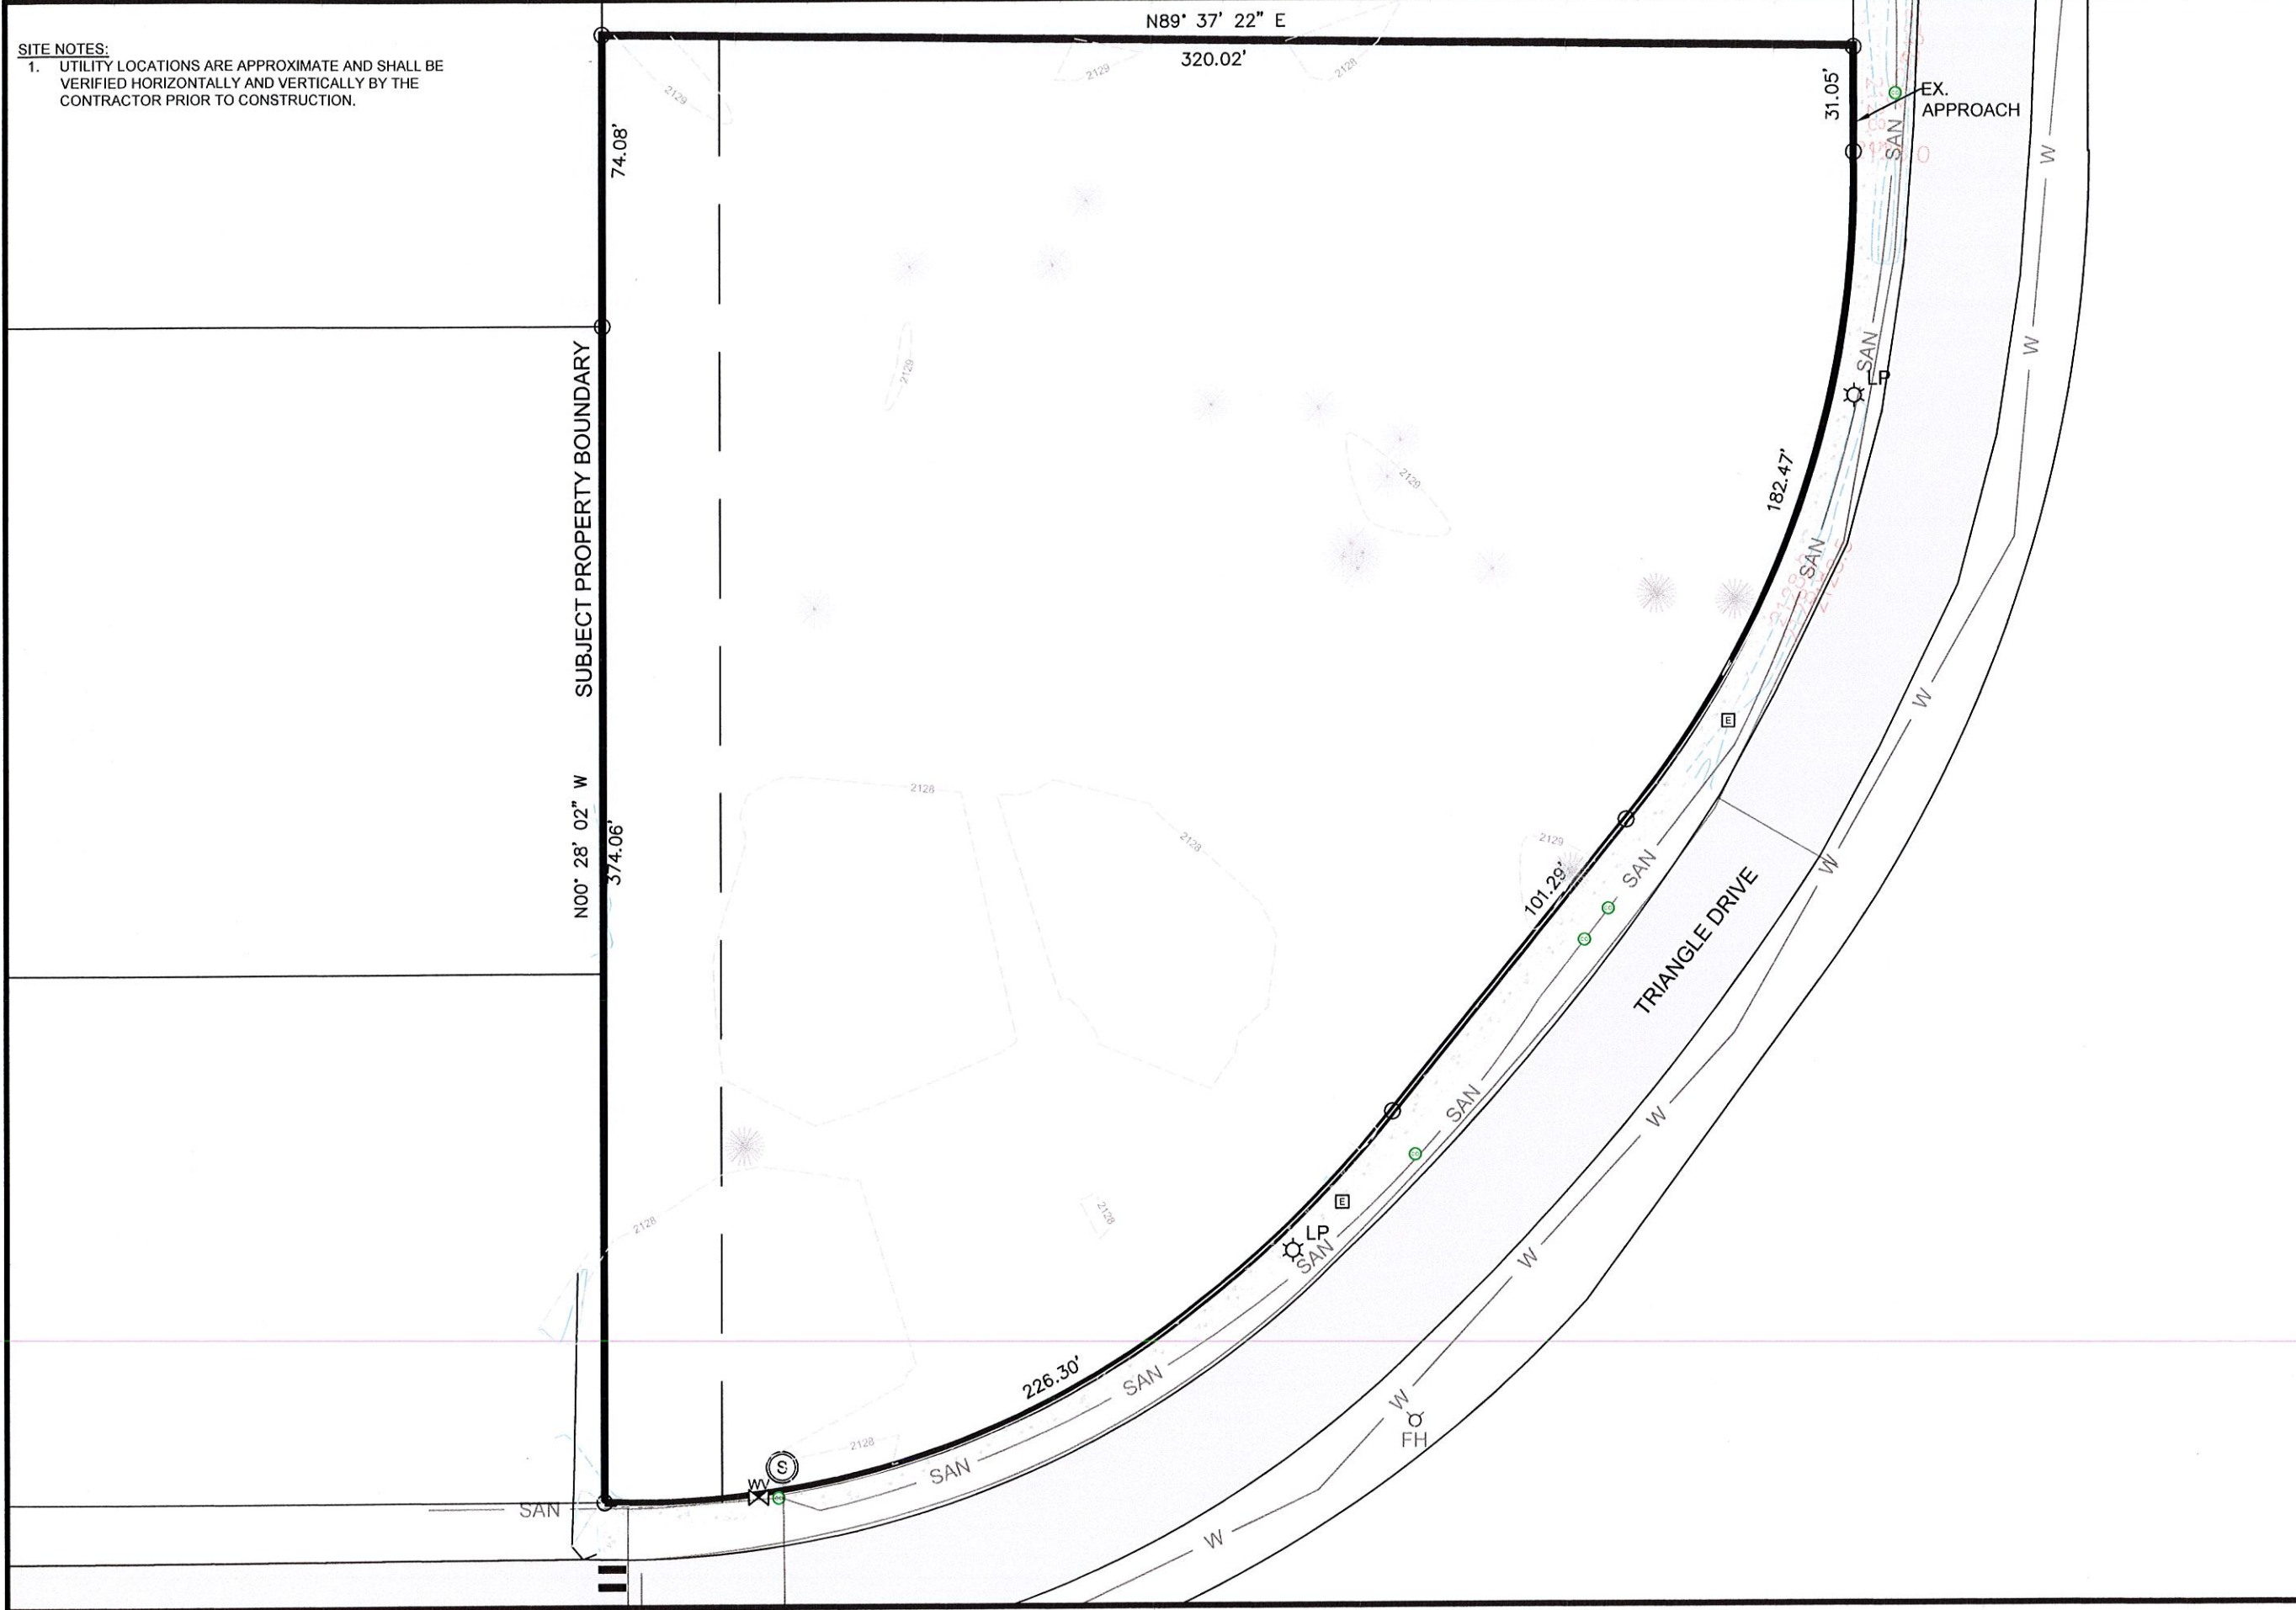 N89° 37' 22" E
320.02'
SITE NOTES:
1. UTILITY LOCATIONS ARE APPROXIMATE AND SHALL BE
VERIFIED HORIZONTALLY AND VERTICALLY BY THE
CONTRACTOR PRIOR TO CONSTRUCTION.
2129
2129
2128
74.08'
31.05'
EX.
APPROACH
SAN
W
SUBJECT PROPERTY BOUNDARY
2129
W
SAN
LP
182.47'
2129
SAN
W
E
N00° 28' 02" W
374.06'
2128
2128
2129
101.29'
SAN
W
TRIANGLE DRIVE
SAN
W
2128
2128
E
LP
SAN
W
226.30'
SAN
W
FH
2128
S
SAN
WV
SAN
W